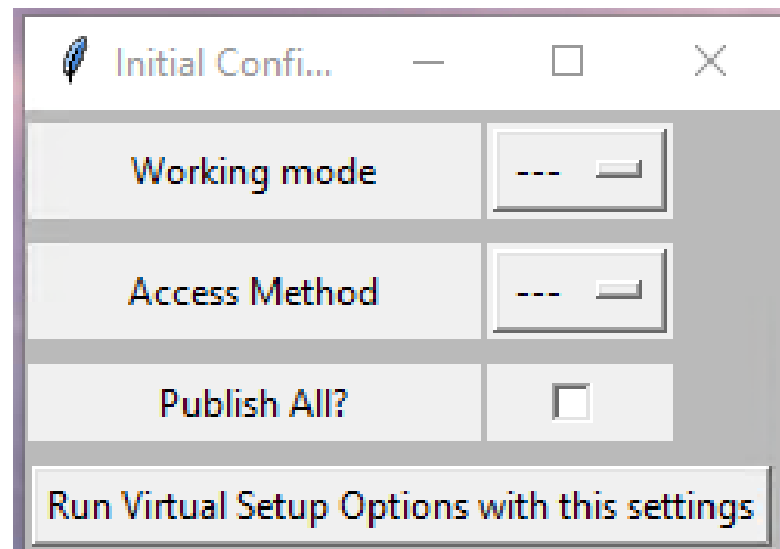 Initial Confi...
Working mode ---
Access Method ---
Publish All?
Run Virtual Setup Options with this settings